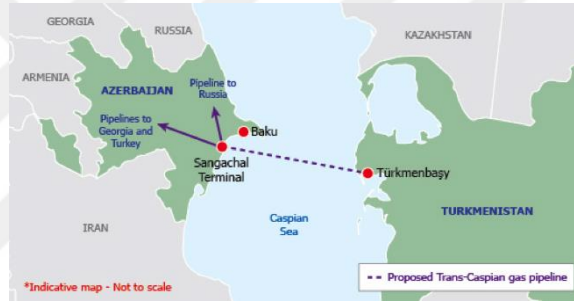 GEORGIA
RUSSIA
KAZAKHSTAN
ARMENIA
AZERBAIJAN
Pipeline to
Russia
Pipelines to
Georgia and
Turkey
Baku
Sangachal
Terminal
Türkmenbaşy
TURKMENISTAN
IRAN
Caspian
Sea
*Indicative map - Not to scale
Proposed Trans-Caspian gas pipeline